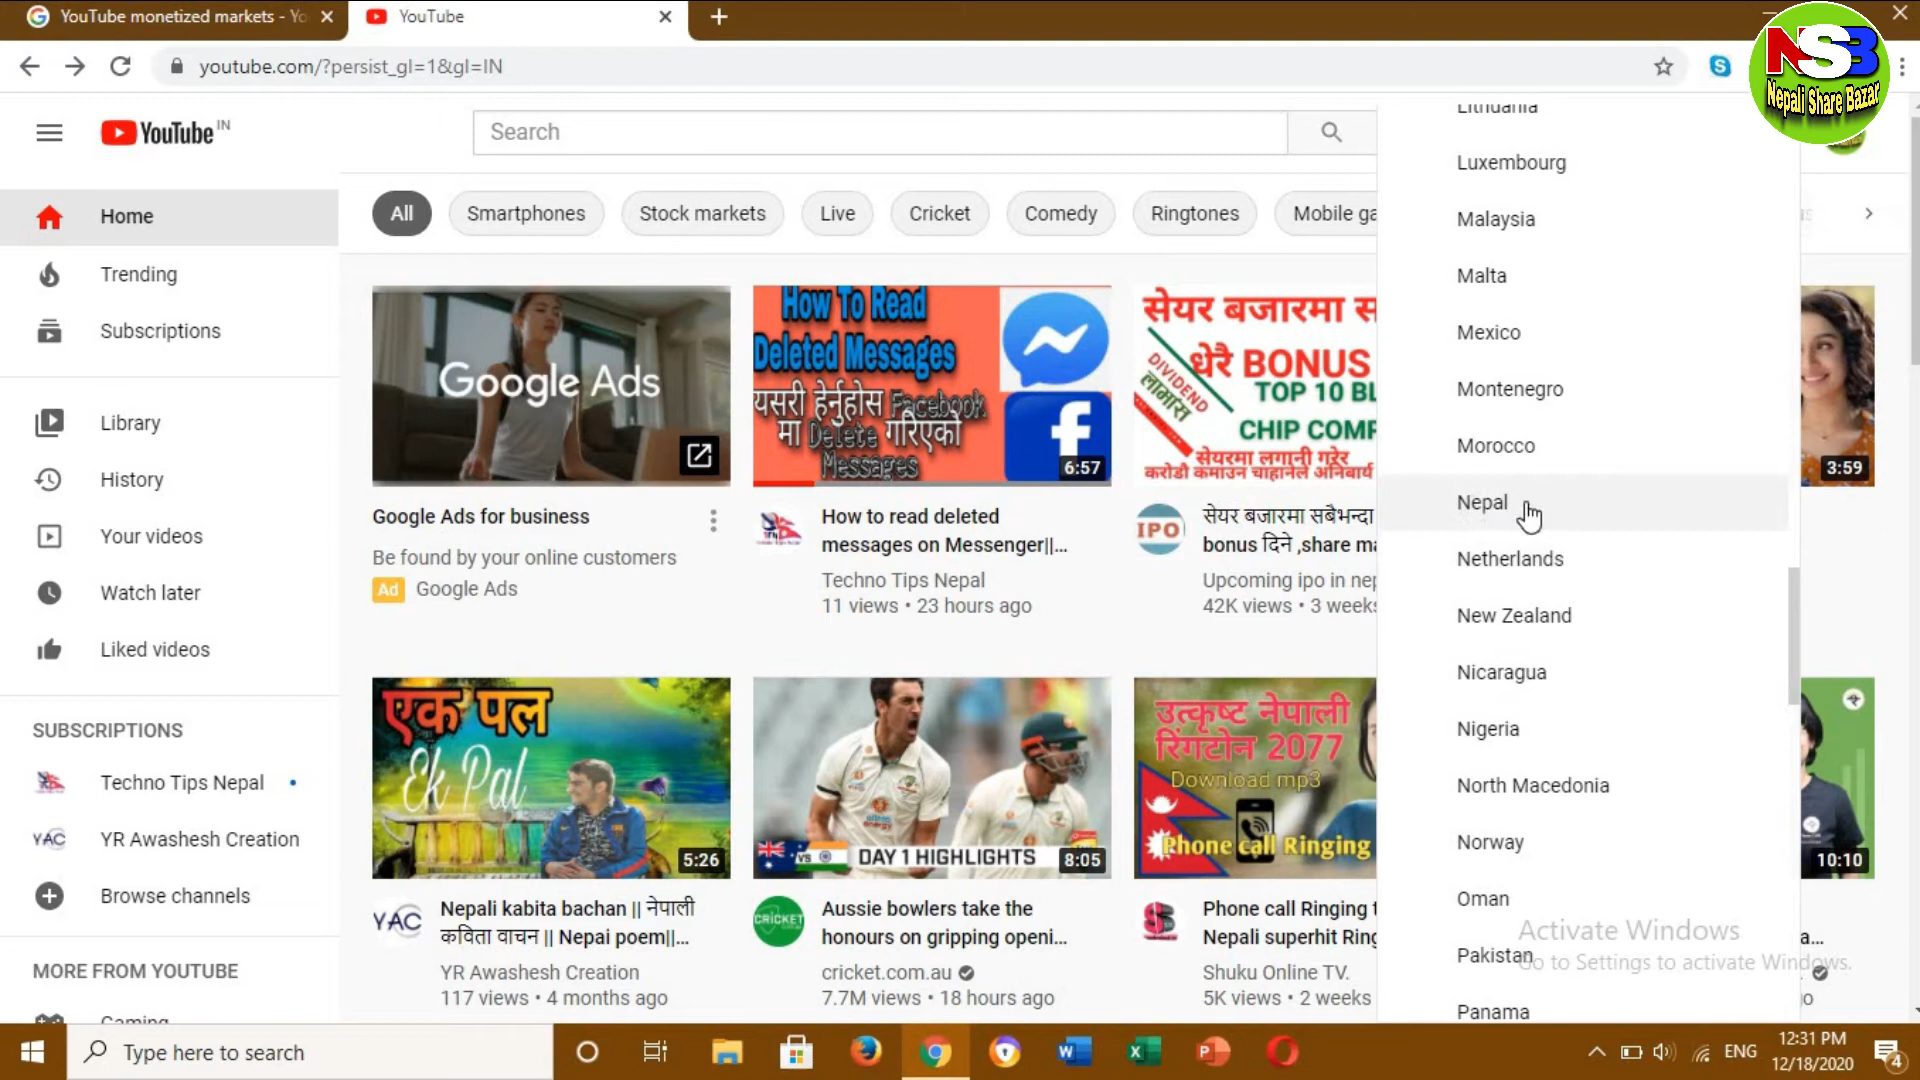 YouTube monetized markets - Yo
YouTube
youtube.com/?persist_gl=1&gl=IN
NSB
Nepali Share Bazar
YouTube IN
Search
Home
Trending
Subscriptions
Library
History
Your videos
Watch later
Liked videos
SUBSCRIPTIONS
Techno Tips Nepal
YAC
YR Awashesh Creation
Browse channels
MORE FROM YOUTUBE
Gaming
All
Smartphones
Stock markets
Live
Cricket
Comedy
Ringtones
Mobile ga
Google Ads
Google Ads for business
Be found by your online customers
Ad Google Ads
How To Read
Deleted Messages
यसरी हेर्नुहोस Facebook
मा Delete गरिएको
Messages
6:57
How to read deleted
messages on Messenger||...
Techno Tips Nepal
11 views • 23 hours ago
सेयर बजारमा स
धेरै BONUS
DIVIDEND
लाभांस
TOP 10 BL
CHIP COMP
सेयरमा लगानी गरेर
करोडौ कमाउन चाहानेले अनिबार्य
IPO
सेयर बजारमा सबैभन्दा
bonus दिने ,share ma
Upcoming ipo in nep
42K views • 3 weeks
3:59
एक पल
Ek Pal
5:26
YAC
Nepali kabita bachan || नेपाली
कविता वाचन || Nepai poem||...
YR Awashesh Creation
117 views • 4 months ago
VS
DAY 1 HIGHLIGHTS
8:05
CRICKET
Aussie bowlers take the
honours on gripping openi...
cricket.com.au
7.7M views • 18 hours ago
उत्कृष्ट नेपाली
रिंगटोन 2077
Download mp3
Phone call Ringing
Phone call Ringing t
Nepali superhit Ring
Shuku Online TV.
5K views • 2 weeks
10:10
a...
Lithuania
Luxembourg
Malaysia
Malta
Mexico
Montenegro
Morocco
Nepal
Netherlands
New Zealand
Nicaragua
Nigeria
North Macedonia
Norway
Oman
Pakistan
Panama
Activate Windows
Go to Settings to activate Windows.
Type here to search
ENG
12:31 PM
12/18/2020
4